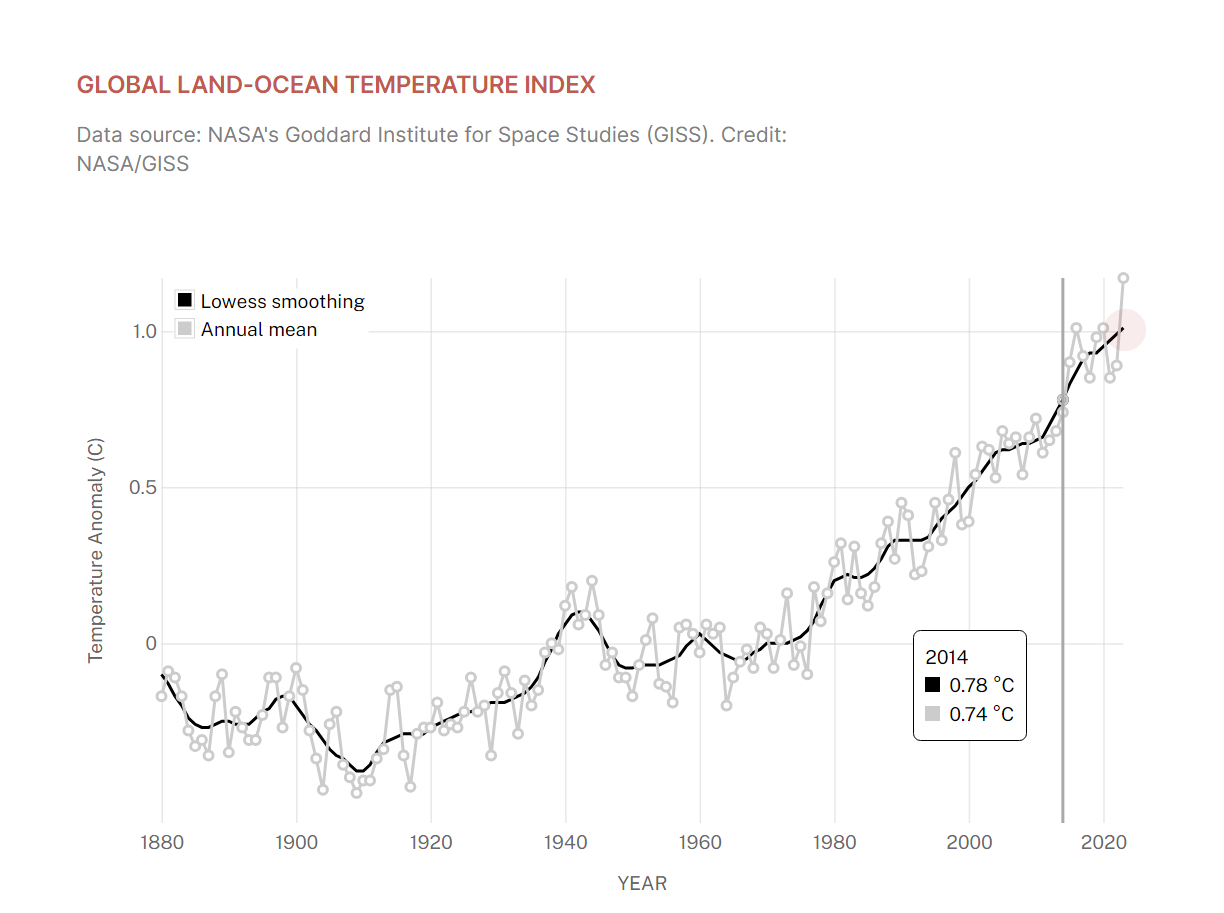 GLOBAL LAND-OCEAN TEMPERATURE INDEX
Data source: NASA's Goddard Institute for Space Studies (GISS). Credit:
NASA/GISS
Lowess smoothing
Annual mean
1.0
0.5
0
Temperature Anomaly (C)
2014
0.78 °C
0.74 °C
1880 1900 1920 1940 1960 1980 2000 2020
YEAR